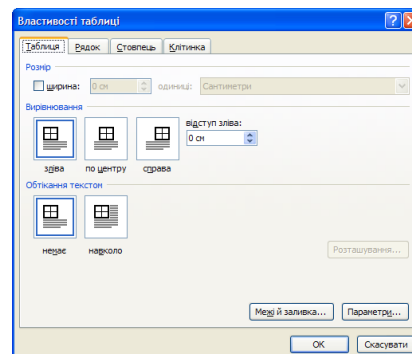 Властивості таблиці
Таблиця Рядок Стовпець Клітинка
Розмір
ширина: 0 см одиниці: Сантиметри
Вирівнювання
відступ зліва:
0 см
зліва по центру справа
Обтікання текстом
немає навколо
Розташування...
Межі й заливка... Параметри...
ОК Скасувати